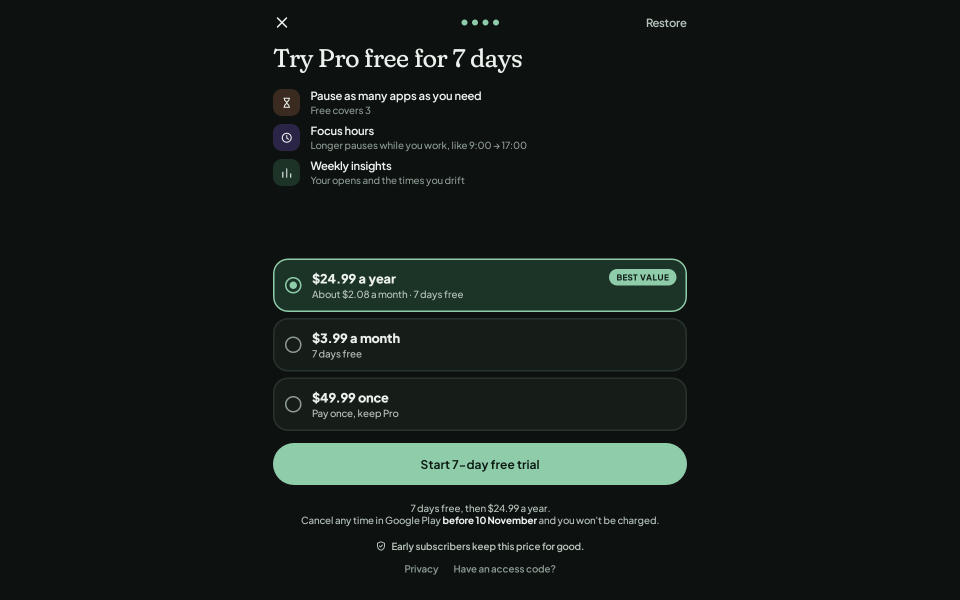 Restore
Try Pro free for 7 days
Pause as many apps as you need
Free covers 3
Focus hours
Longer pauses while you work, like 9:00 → 17:00
Weekly insights
Your opens and the times you drift
$24.99 a year
BEST VALUE
About $2.08 a month · 7 days free
$3.99 a month
7 days free
$49.99 once
Pay once, keep Pro
Start 7-day free trial
7 days free, then $24.99 a year.
Cancel any time in Google Play before 10 November and you won't be charged.
Early subscribers keep this price for good.
Privacy Have an access code?